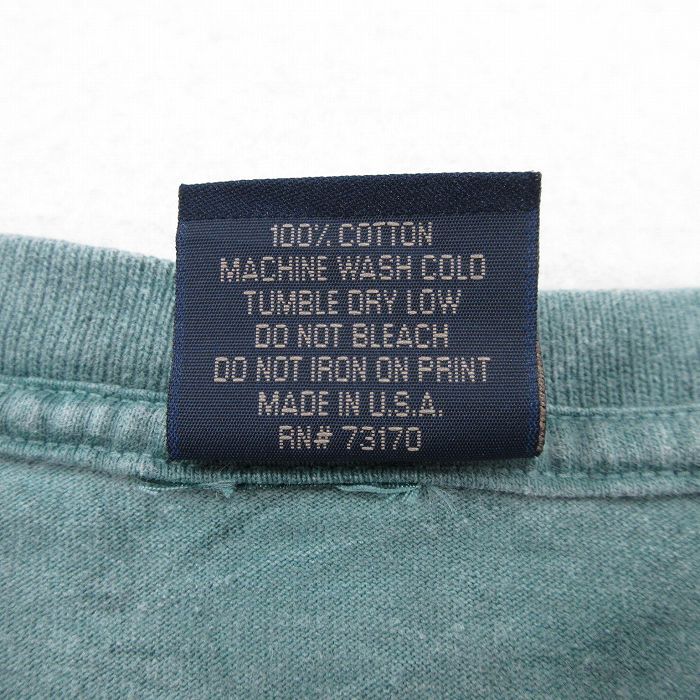 100% COTTON
MACHINE WASH COLD
TUMBLE DRY LOW
DO NOT BLEACH
DO NOT IRON ON PRINT
MADE IN U.S.A.
RN# 73170